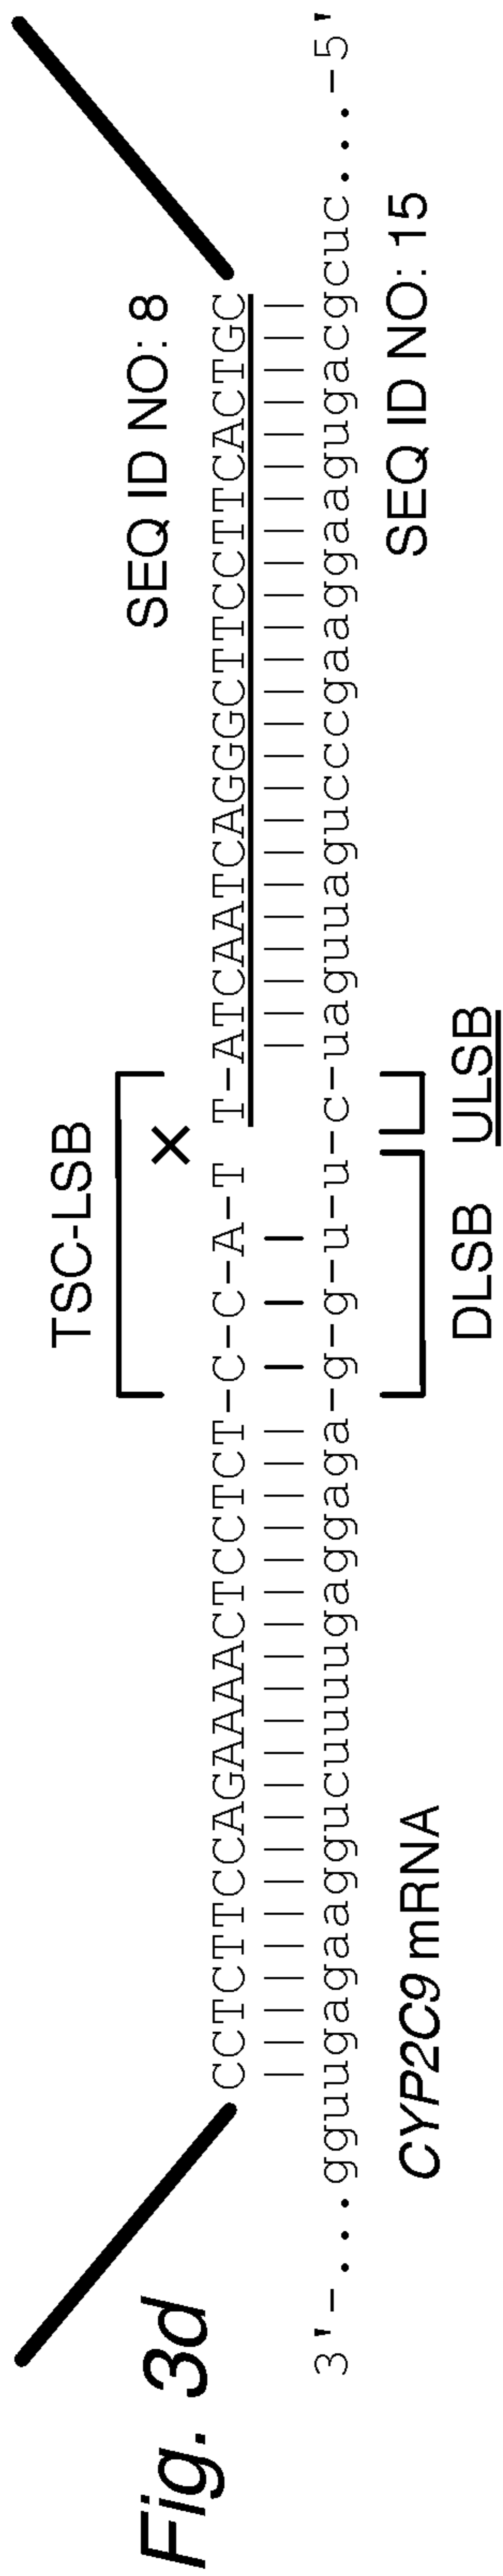 Fig. 3d
TSC-LSB
×
SEQ ID NO: 8
CCTCTTCCAGAAAACTCCTCT-C-C-A-T T-ATCAATCAGGGCTTCCTTCACTGC
3'-...gguugagaaggucuuuugaggaga-g-g-u-u-c-uaguuagucccgaaggaagugacgcuc...-5'
CYP2C9 mRNA
DLSB ULSB
SEQ ID NO: 15